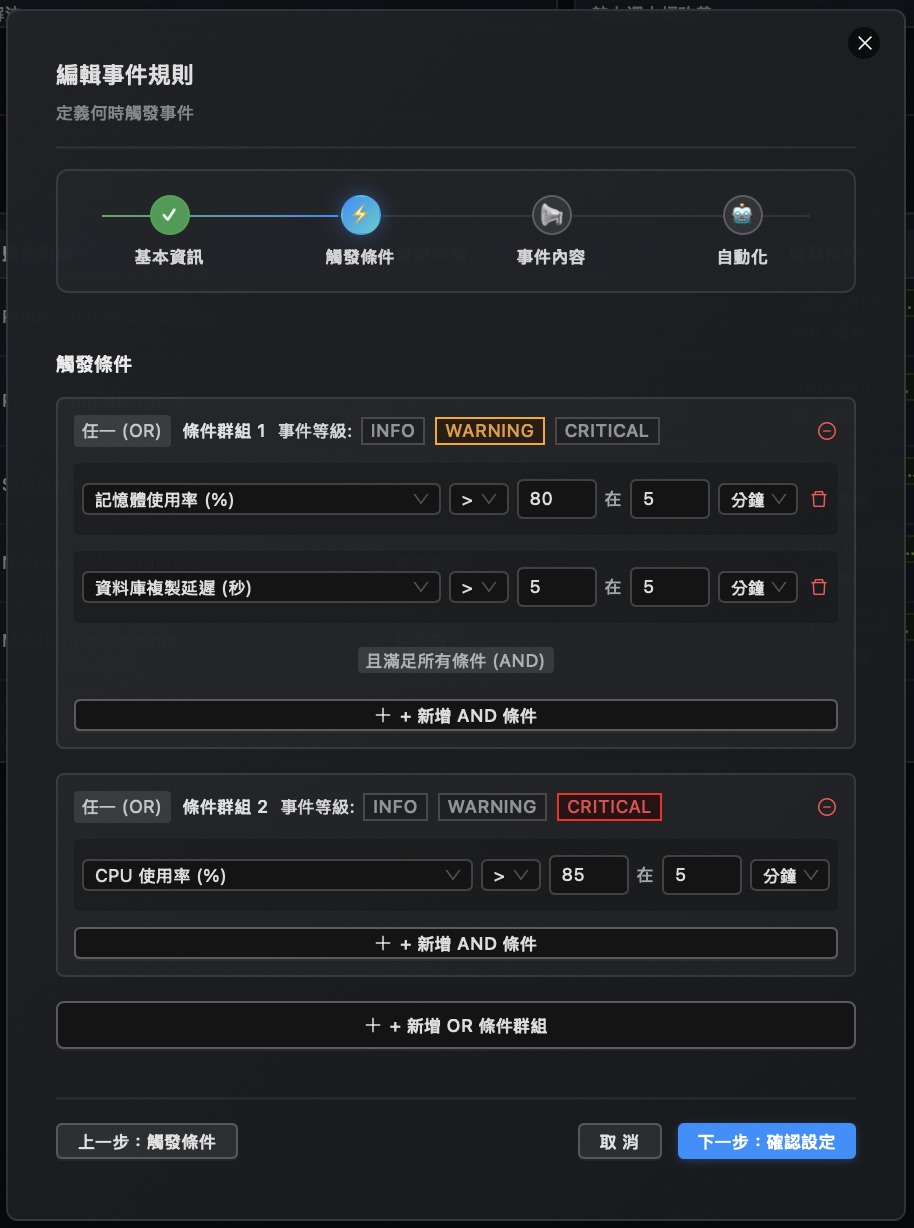 編輯事件規則
定義何時觸發事件
基本資訊 觸發條件 事件內容 自動化
觸發條件
任一 (OR) 條件群組 1 事件等級: INFO WARNING CRITICAL
記憶體使用率 (%) > 80 在 5 分鐘
資料庫複製延遲 (秒) > 5 在 5 分鐘
且滿足所有條件 (AND)
+ 新增 AND 條件
任一 (OR) 條件群組 2 事件等級: INFO WARNING CRITICAL
CPU 使用率 (%) > 85 在 5 分鐘
+ 新增 AND 條件
+ 新增 OR 條件群組
上一步：觸發條件 取 消 下一步：確認設定